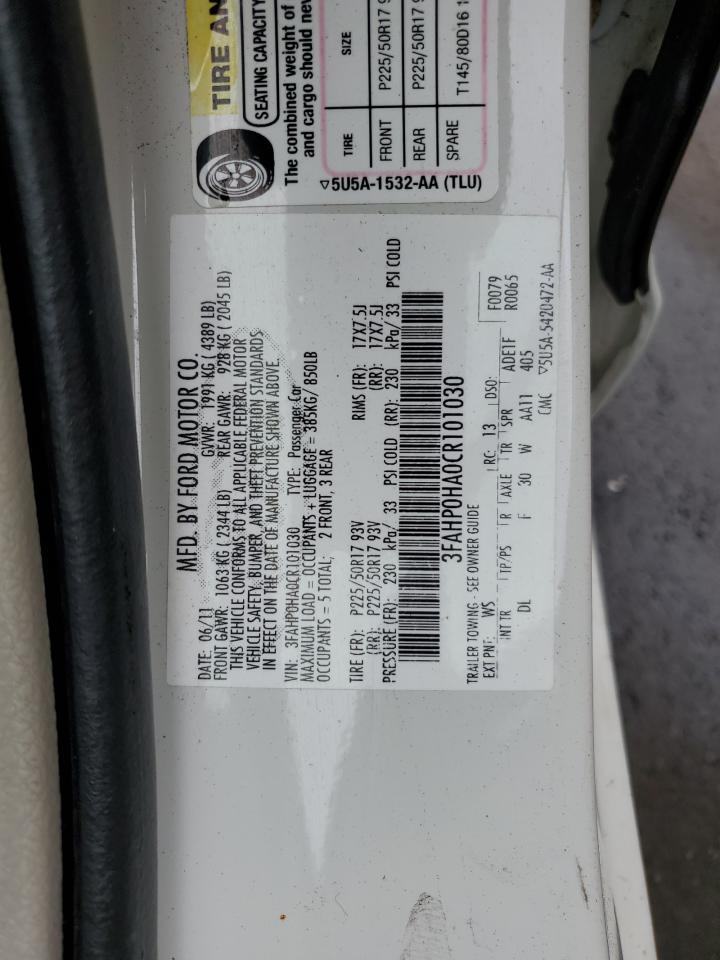 TIRE AN
SEATING CAPACITY
The combined weight of
and cargo should nev
TIRE SIZE
FRONT P225/50R17 9
REAR P225/50R17 9
SPARE T145/80D16 1
▽5U5A-1532-AA (TLU)
MFD. BY FORD MOTOR CO.
DATE: 06/11 GVWR: 1991 KG ( 4389 LB)
FRONT GAWR: 1063 KG ( 2344 LB) REAR GAWR: 928 KG ( 2045 LB)
THIS VEHICLE CONFORMS TO ALL APPLICABLE FEDERAL MOTOR
VEHICLE SAFETY, BUMPER, AND THEFT PREVENTION STANDARDS
IN EFFECT ON THE DATE OF MANUFACTURE SHOWN ABOVE.
VIN: 3FAHP0HA0CR101030 TYPE: Passenger Car
MAXIMUM LOAD = OCCUPANTS + LUGGAGE = 385KG/ 850LB
OCCUPANTS = 5 TOTAL: 2 FRONT, 3 REAR
TIRE (FR): P225/50R17 93V RIMS (FR): 17X7.5J
(RR): P225/50R17 93V (RR): 17X7.5J
PRESSURE (FR): 230 kPa/ 33 PSI COLD (RR): 230 kPa/ 33 PSI COLD
3FAHP0HA0CR101030
TRAILER TOWING - SEE OWNER GUIDE
EXT PNT: WS RC: 13 DSO: F0079
R0065
INT TR TP/PS R AXLE TR SPR ADE1F
DL F 30 W AA11 405
CMC ▽5U5A-5420472-AA